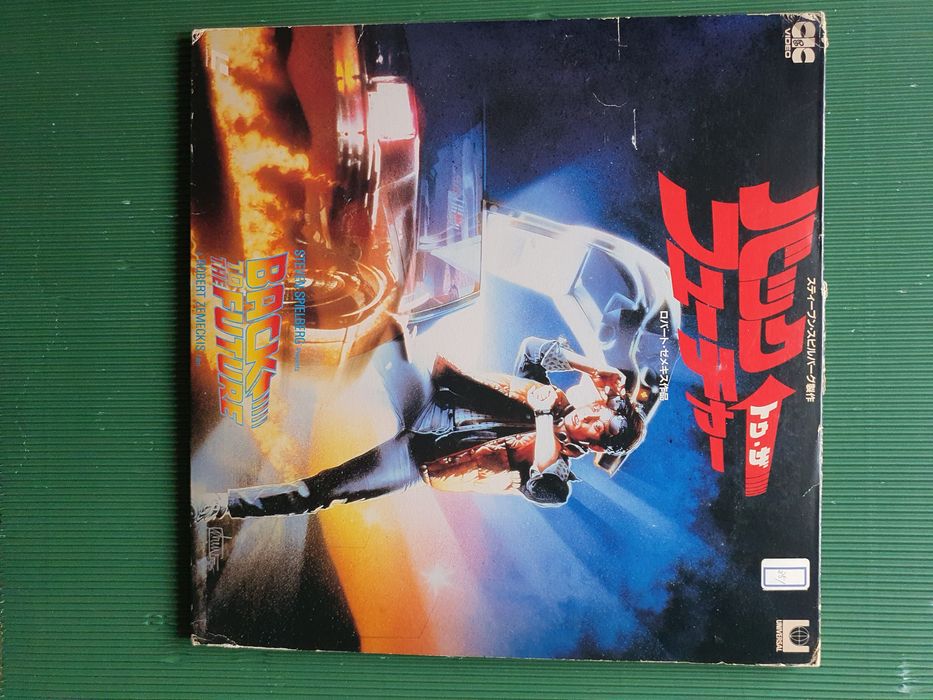 CIC
VIDEO
スティーブン・スピルバーグ製作
バック
トゥ・ザ
フューチャー
ロバート・ゼメキス作品
STEVEN SPIELBERG
BACK
TO THE
FUTURE
ROBERT ZEMECKIS
UNIVERSAL